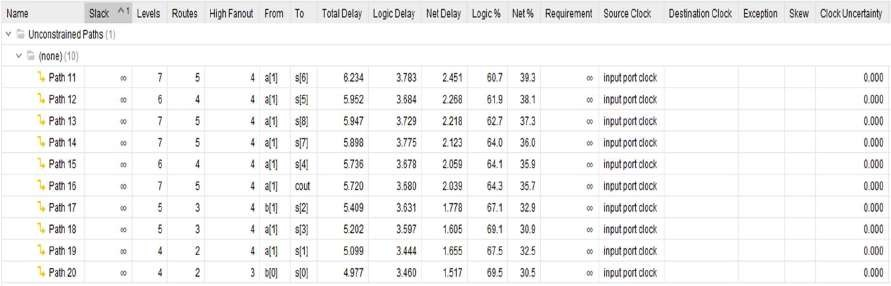 Name Slack ^1 Levels Routes High Fanout From To Total Delay Logic Delay Net Delay Logic % Net % Requirement Source Clock Destination Clock Exception Skew Clock Uncertainty
Unconstrained Paths (1)
(none) (10)
Path 11 ∞ 7 5 4 a[1] s[6] 6.234 3.783 2.451 60.7 39.3 ∞ input port clock 0.000
Path 12 ∞ 6 4 4 a[1] s[5] 5.952 3.684 2.268 61.9 38.1 ∞ input port clock 0.000
Path 13 ∞ 7 5 4 a[1] s[8] 5.947 3.729 2.218 62.7 37.3 ∞ input port clock 0.000
Path 14 ∞ 7 5 4 a[1] s[7] 5.898 3.775 2.123 64.0 36.0 ∞ input port clock 0.000
Path 15 ∞ 6 4 4 a[1] s[4] 5.736 3.678 2.059 64.1 35.9 ∞ input port clock 0.000
Path 16 ∞ 7 5 4 a[1] cout 5.720 3.680 2.039 64.3 35.7 ∞ input port clock 0.000
Path 17 ∞ 5 3 4 b[1] s[2] 5.409 3.631 1.778 67.1 32.9 ∞ input port clock 0.000
Path 18 ∞ 5 3 4 a[1] s[3] 5.202 3.597 1.605 69.1 30.9 ∞ input port clock 0.000
Path 19 ∞ 4 2 4 a[1] s[1] 5.099 3.444 1.655 67.5 32.5 ∞ input port clock 0.000
Path 20 ∞ 4 2 3 b[0] s[0] 4.977 3.460 1.517 69.5 30.5 ∞ input port clock 0.000